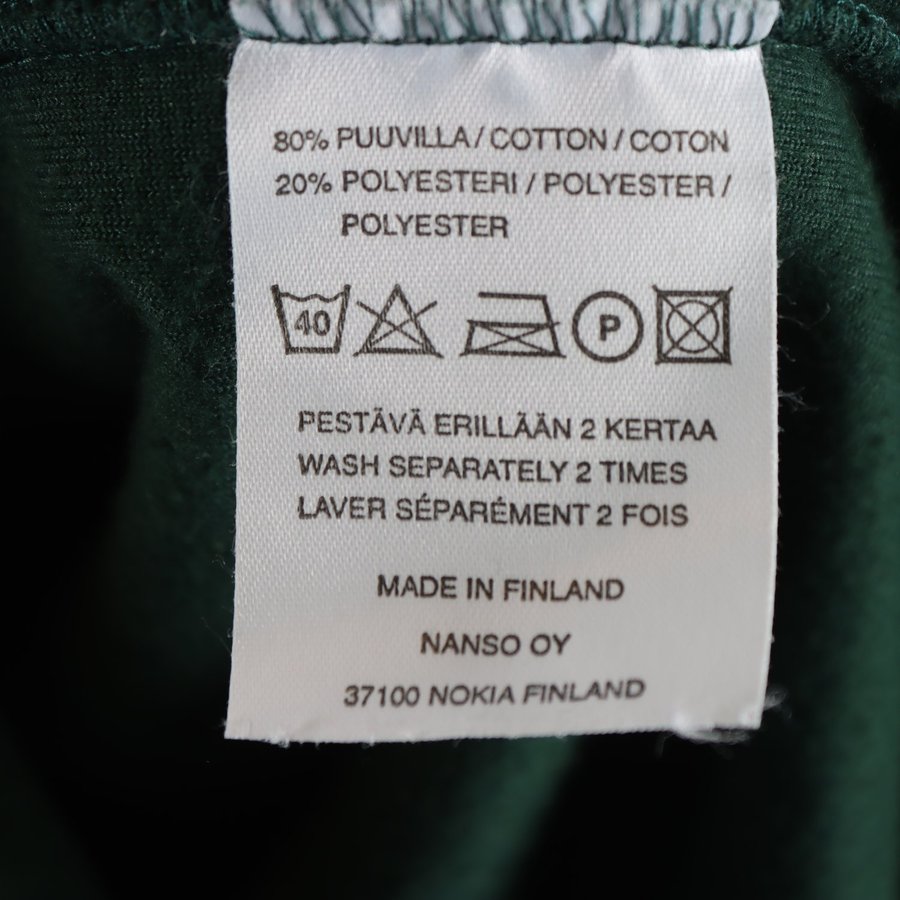 80% PUUVILLA / COTTON / COTON
20% POLYESTERI / POLYESTER /
POLYESTER
40 P
PESTÄVÄ ERILLÄÄN 2 KERTAA
WASH SEPARATELY 2 TIMES
LAVER SÉPARÉMENT 2 FOIS
MADE IN FINLAND
NANSO OY
37100 NOKIA FINLAND